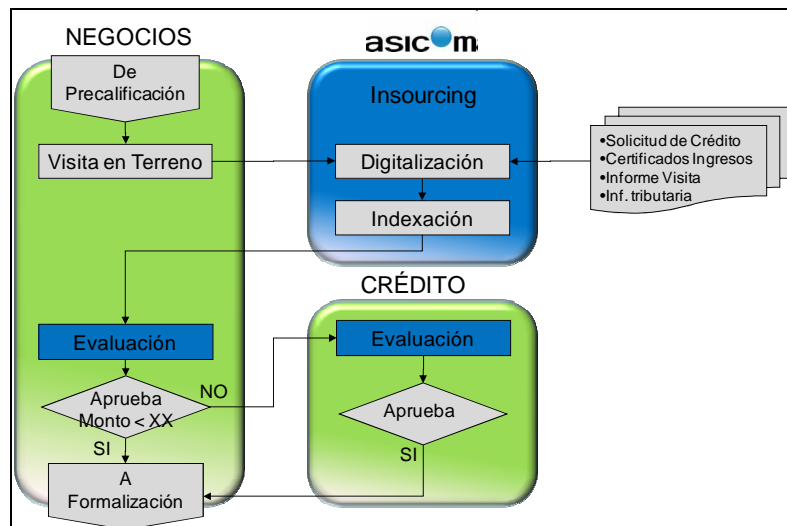 NEGOCIOS
asicom
De
Precalificación
Insourcing
Visita en Terreno
Digitalización
•Solicitud de Crédito
•Certificados Ingresos
•Informe Visita
•Inf. tributaria
Indexación
CRÉDITO
Evaluación
Evaluación
Aprueba
Monto < XX
NO
Aprueba
SI
SI
A
Formalización